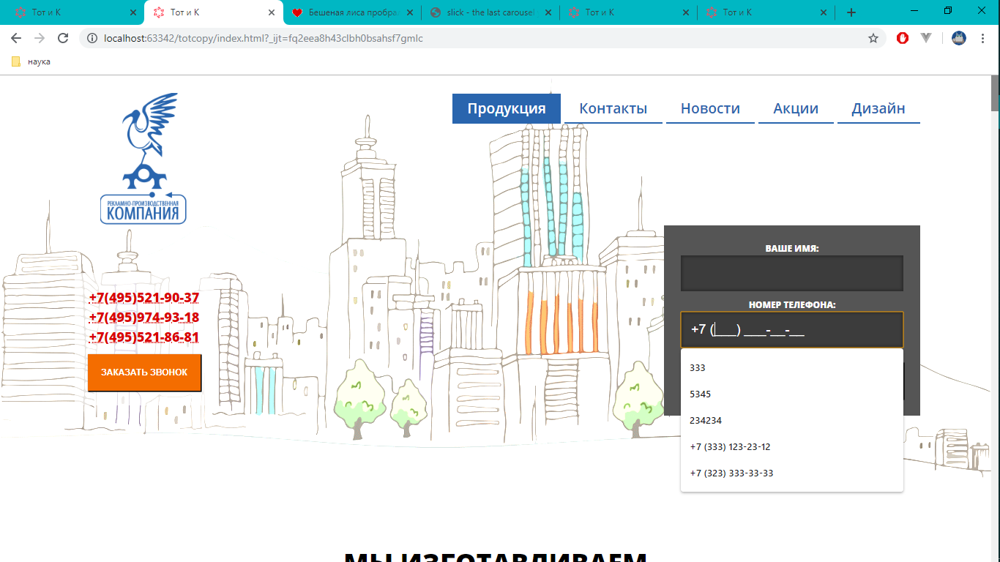 Тот и К
Тот и К
Бешеная лиса пробра
slick - the last carousel
Тот и К
Тот и К
localhost:63342/totcopy/index.html?_ijt=fq2eea8h43clbh0bsahsf7gmlc
наука
РЕКЛАМНО-ПРОИЗВОДСТВЕННАЯ
КОМПАНИЯ
Продукция
Контакты
Новости
Акции
Дизайн
+7(495)521-90-37
+7(495)974-93-18
+7(495)521-86-81
ЗАКАЗАТЬ ЗВОНОК
ВАШЕ ИМЯ:
НОМЕР ТЕЛЕФОНА:
+7 (___) ___-__-__
333
5345
234234
+7 (333) 123-23-12
+7 (323) 333-33-33
МЫ ИЗГОТАВЛИВАЕМ